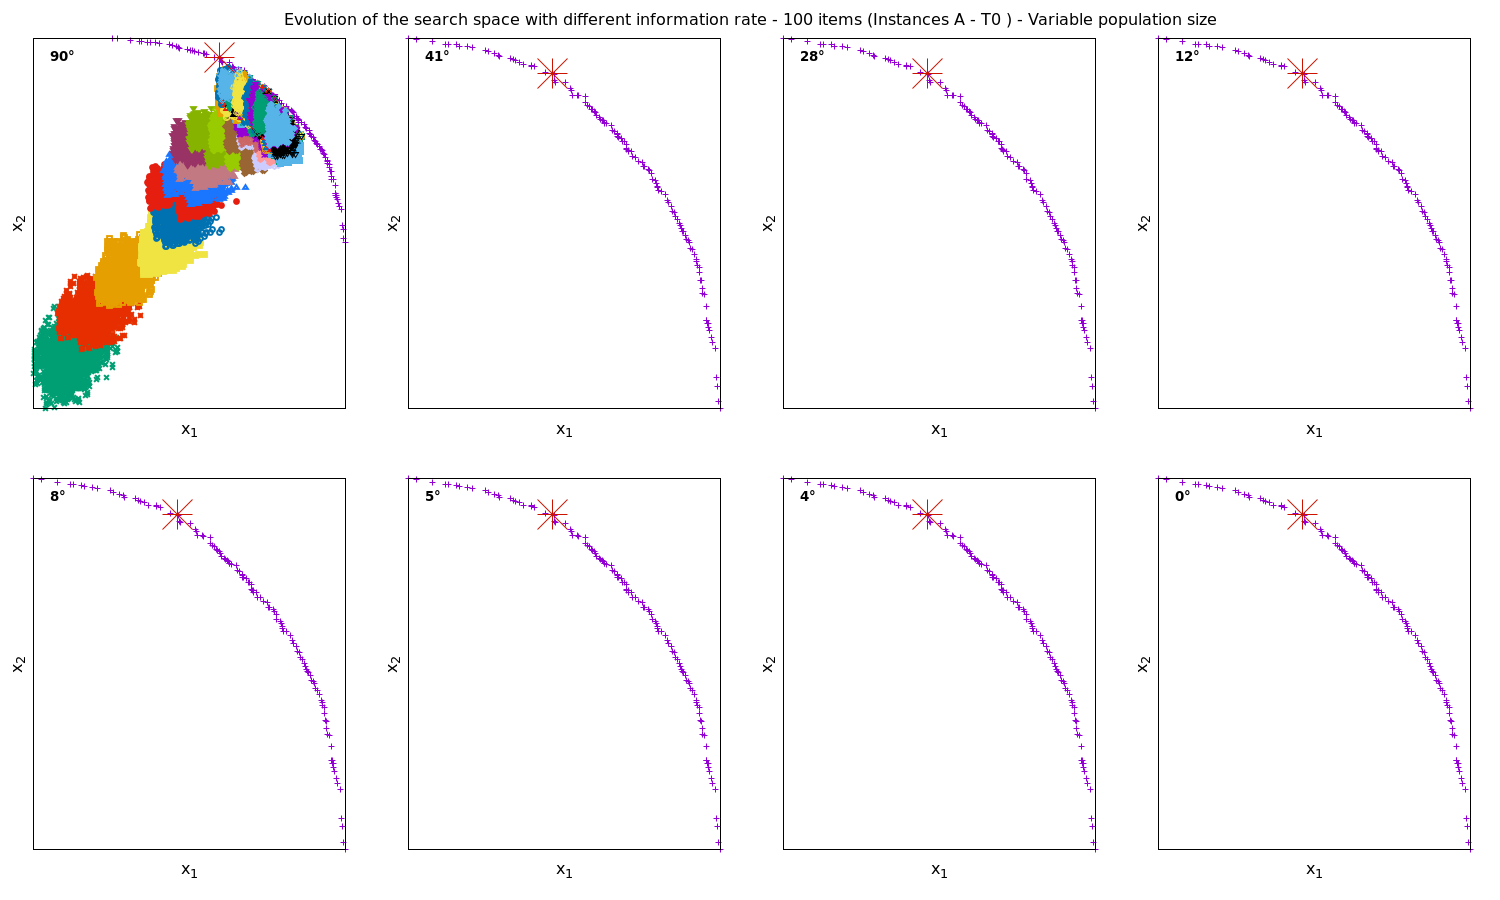 Evolution of the search space with different information rate - 100 items (Instances A - T0 ) - Variable population size
90°
41°
28°
12°
x2
x2
x2
x2
x1
x1
x1
x1
8°
5°
4°
0°
x2
x2
x2
x2
x1
x1
x1
x1